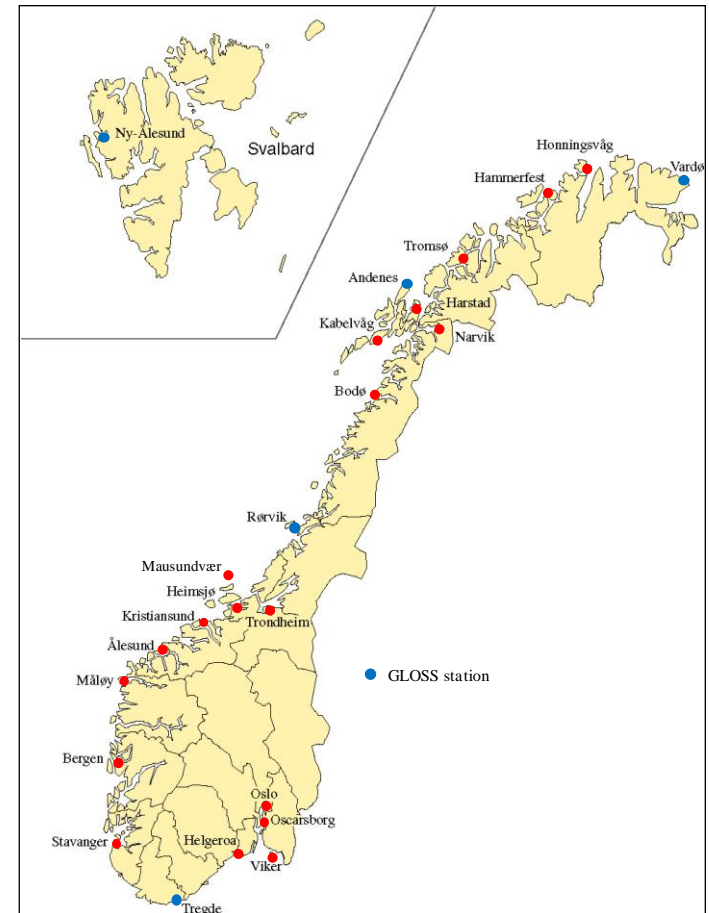 Ny-Ålesund
Svalbard
Honningsvåg
Vardø
Hammerfest
Tromsø
Andenes
Harstad
Kabelvåg
Narvik
Bodø
Rørvik
Mausundvær
Heimsjø
Kristiansund
Trondheim
Ålesund
GLOSS station
Måløy
Bergen
Oslo
Oscarsborg
Stavanger
Helgeroa
Viker
Tregde